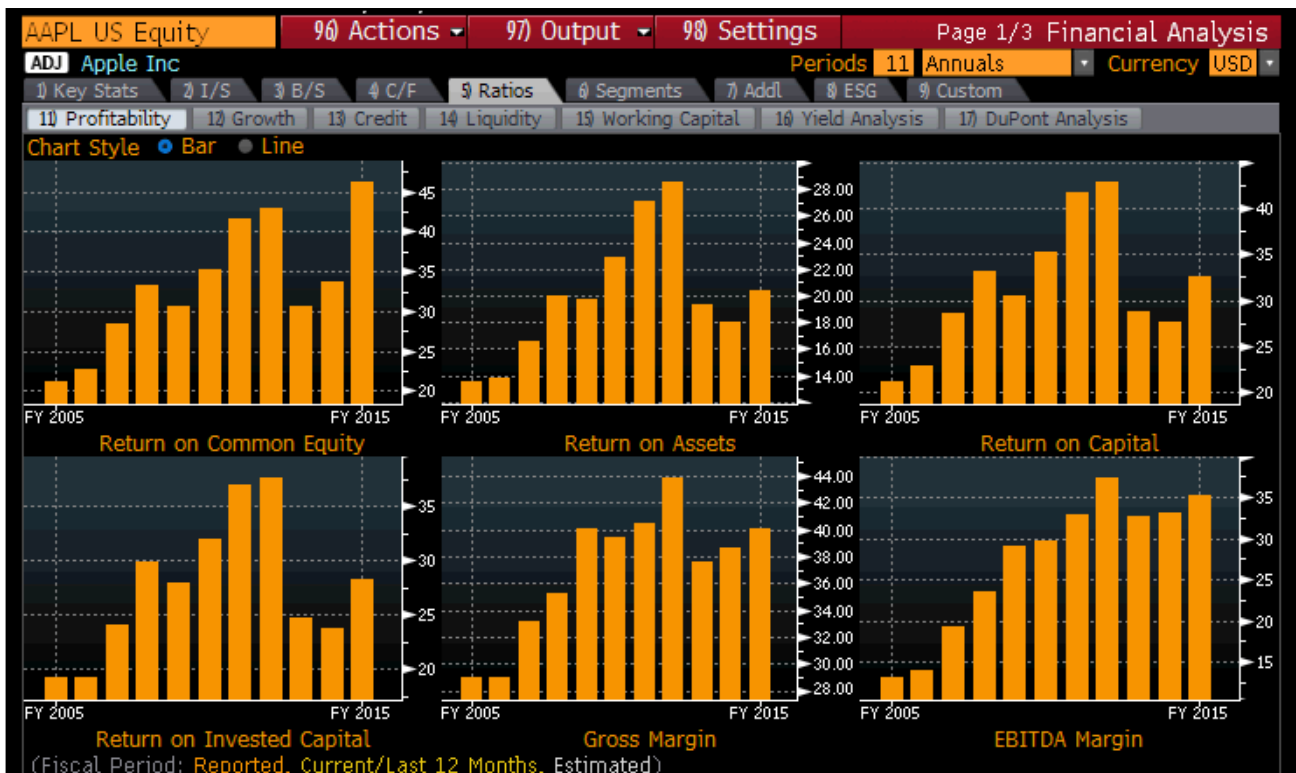 AAPL US Equity 96) Actions 97) Output 98) Settings Page 1/3 Financial Analysis
ADJ Apple Inc Periods 11 Annuals Currency USD
1) Key Stats 2) I/S 3) B/S 4) C/F 5) Ratios 6) Segments 7) Addl 8) ESG 9) Custom
11) Profitability 12) Growth 13) Credit 14) Liquidity 15) Working Capital 16) Yield Analysis 17) DuPont Analysis
Chart Style Bar Line
45
40
35
30
25
20
FY 2005 FY 2015
Return on Common Equity
28.00
26.00
24.00
22.00
20.00
18.00
16.00
14.00
FY 2005 FY 2015
Return on Assets
40
35
30
25
20
FY 2005 FY 2015
Return on Capital
35
30
25
20
FY 2005 FY 2015
Return on Invested Capital
44.00
42.00
40.00
38.00
36.00
34.00
32.00
30.00
28.00
FY 2005 FY 2015
Gross Margin
35
30
25
20
15
FY 2005 FY 2015
EBITDA Margin
(Fiscal Period: Reported, Current/Last 12 Months, Estimated)